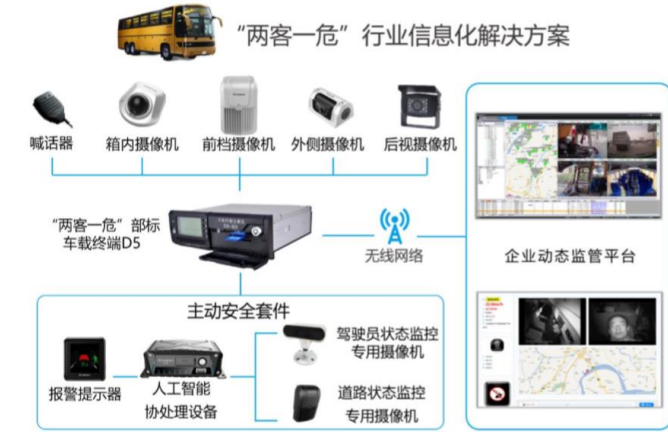 “两客一危”行业信息化解决方案
喊话器
箱内摄像机
前档摄像机
外侧摄像机
后视摄像机
“两客一危”部标
车载终端D5
无线网络
企业动态监管平台
主动安全套件
报警提示器
人工智能
协处理设备
驾驶员状态监控
专用摄像机
道路状态监控
专用摄像机